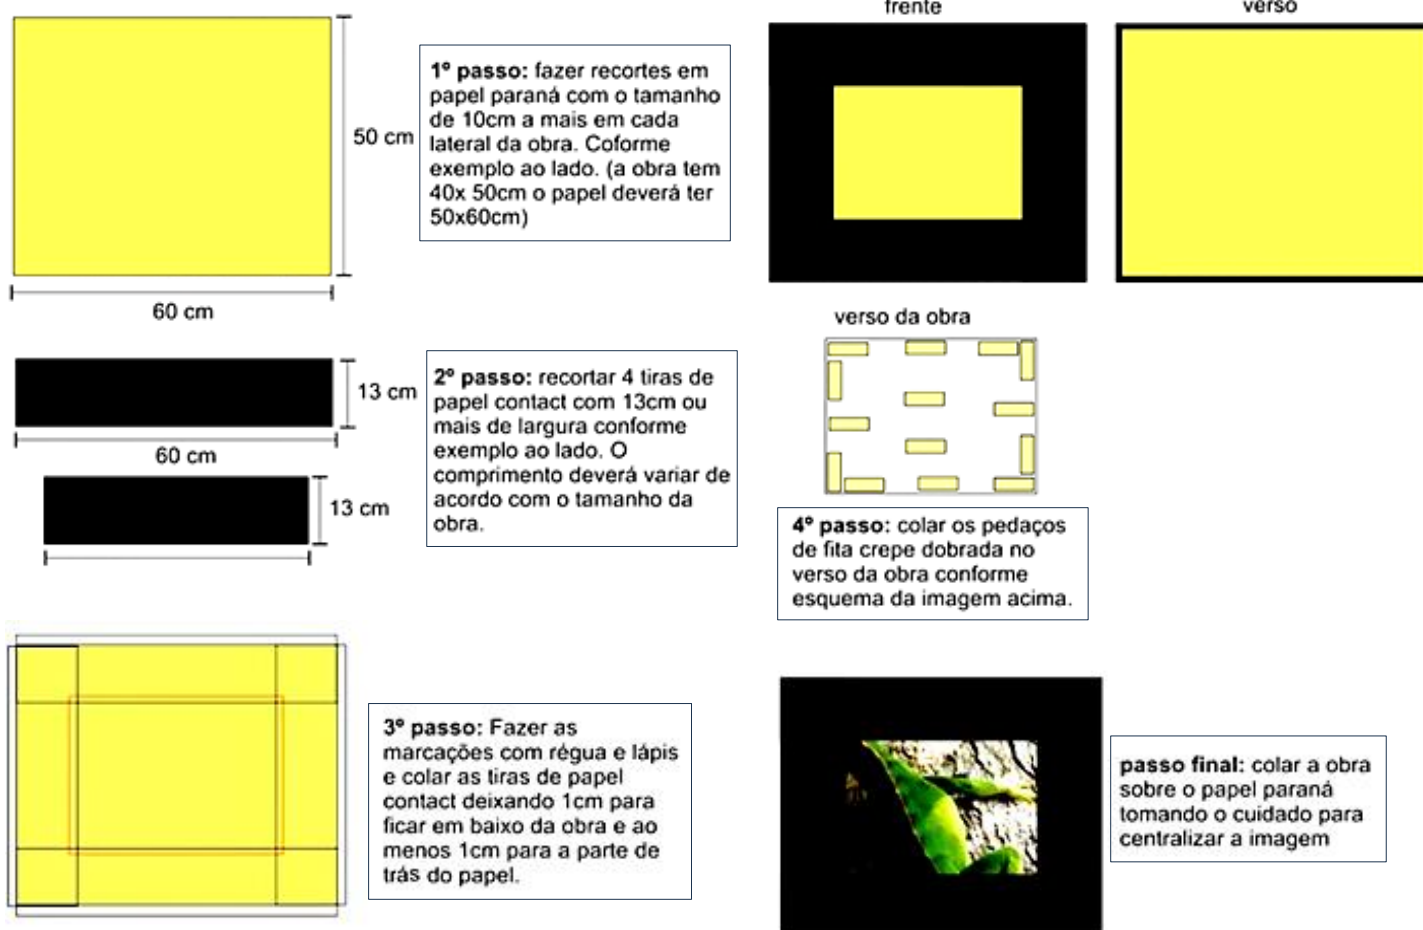 50 cm
60 cm
1º passo: fazer recortes em
papel paraná com o tamanho
de 10cm a mais em cada
lateral da obra. Coforme
exemplo ao lado. (a obra tem
40x 50cm o papel deverá ter
50x60cm)
13 cm
60 cm
13 cm
2º passo: recortar 4 tiras de
papel contact com 13cm ou
mais de largura conforme
exemplo ao lado. O
comprimento deverá variar de
acordo com o tamanho da
obra.
3º passo: Fazer as
marcações com régua e lápis
e colar as tiras de papel
contact deixando 1cm para
ficar em baixo da obra e ao
menos 1cm para a parte de
trás do papel.
frente
verso
verso da obra
4º passo: colar os pedaços
de fita crepe dobrada no
verso da obra conforme
esquema da imagem acima.
passo final: colar a obra
sobre o papel paraná
tomando o cuidado para
centralizar a imagem